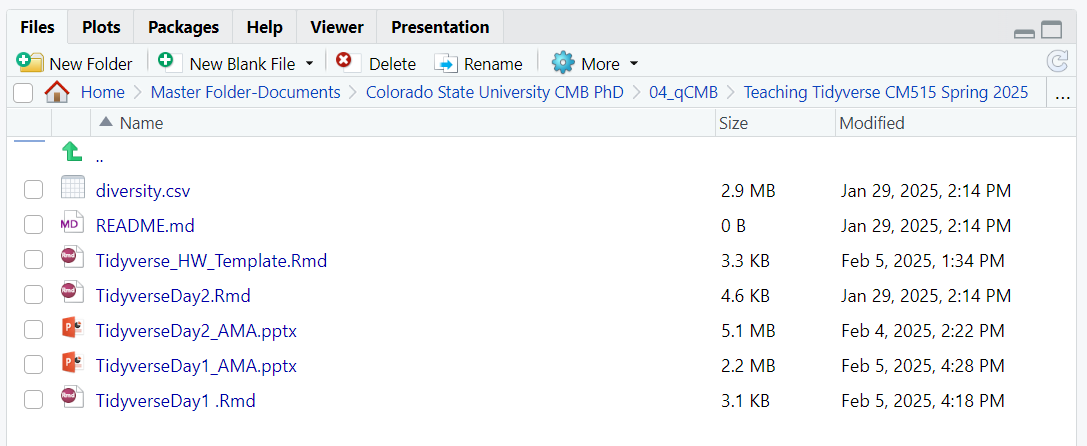 Files Plots Packages Help Viewer Presentation
New Folder New Blank File Delete Rename More
Home Master Folder-Documents Colorado State University CMB PhD 04_qCMB Teaching Tidyverse CM515 Spring 2025 ...
Name Size Modified
..
diversity.csv 2.9 MB Jan 29, 2025, 2:14 PM
MD README.md 0 B Jan 29, 2025, 2:14 PM
Rmd Tidyverse_HW_Template.Rmd 3.3 KB Feb 5, 2025, 1:34 PM
Rmd TidyverseDay2.Rmd 4.6 KB Jan 29, 2025, 2:14 PM
P TidyverseDay2_AMA.pptx 5.1 MB Feb 4, 2025, 2:22 PM
P TidyverseDay1_AMA.pptx 2.2 MB Feb 5, 2025, 4:28 PM
Rmd TidyverseDay1 .Rmd 3.1 KB Feb 5, 2025, 4:18 PM